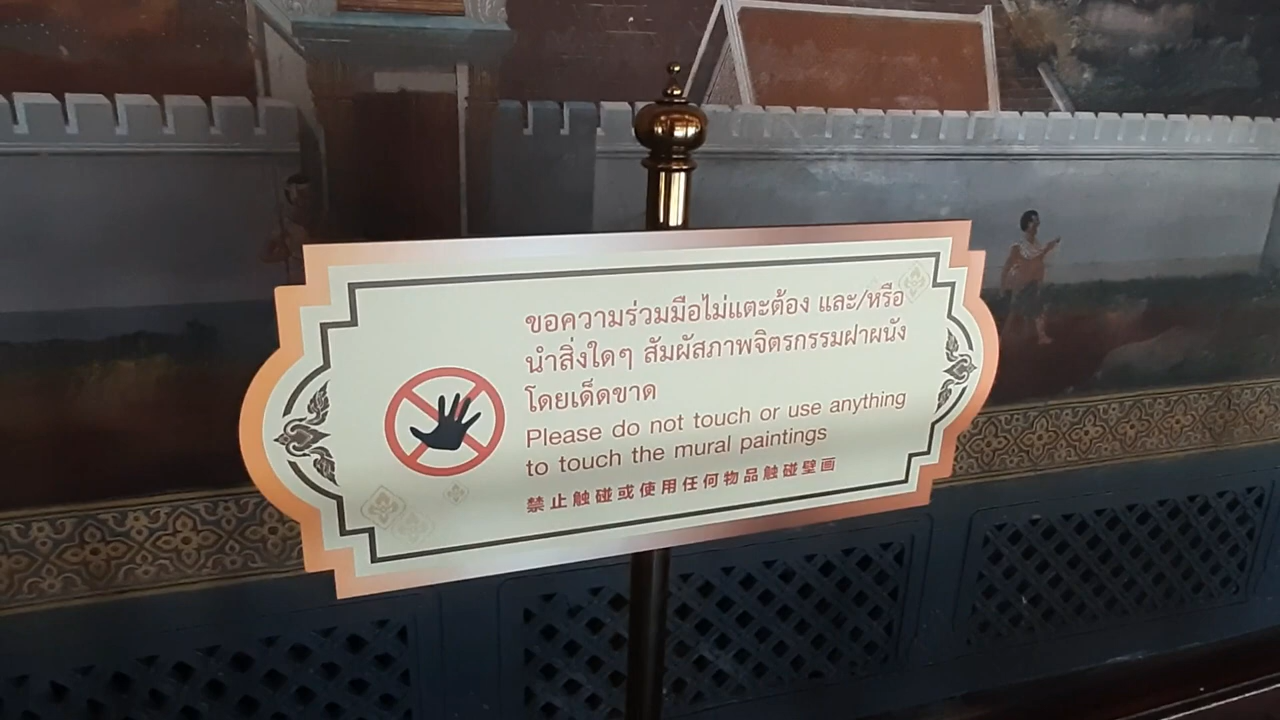 ขอความร่วมมือไม่แตะต้อง และ/หรือ
นำสิ่งใดๆ สัมผัสภาพจิตรกรรมฝาผนัง
โดยเด็ดขาด
Please do not touch or use anything
to touch the mural paintings
禁止触碰或使用任何物品触碰壁画